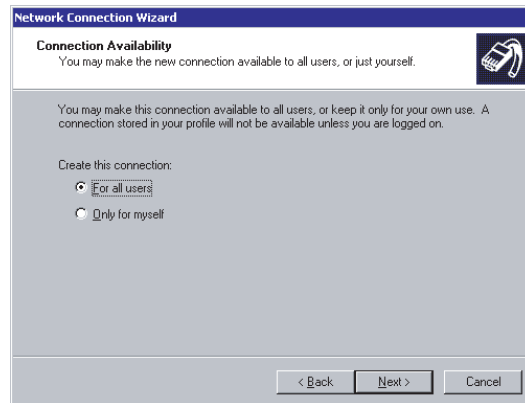 Network Connection Wizard
Connection Availability
You may make the new connection available to all users, or just yourself.
You may make this connection available to all users, or keep it only for your own use. A
connection stored in your profile will not be available unless you are logged on.
Create this connection:
For all users
Only for myself
< Back Next > Cancel